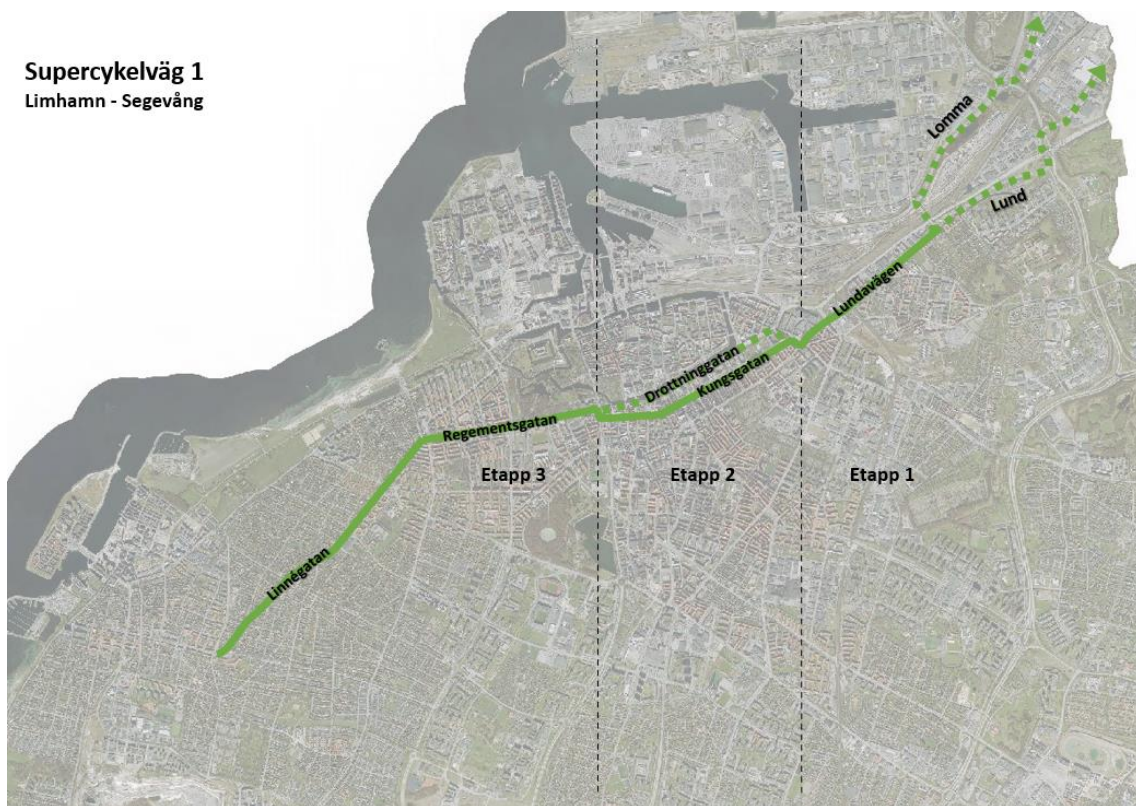 Supercykelväg 1
Limhamn - Segevång
Lomma
Lund
Lundavägen
Drottninggatan
Kungsgatan
Regementsgatan
Etapp 3
Etapp 2
Etapp 1
Linnégatan